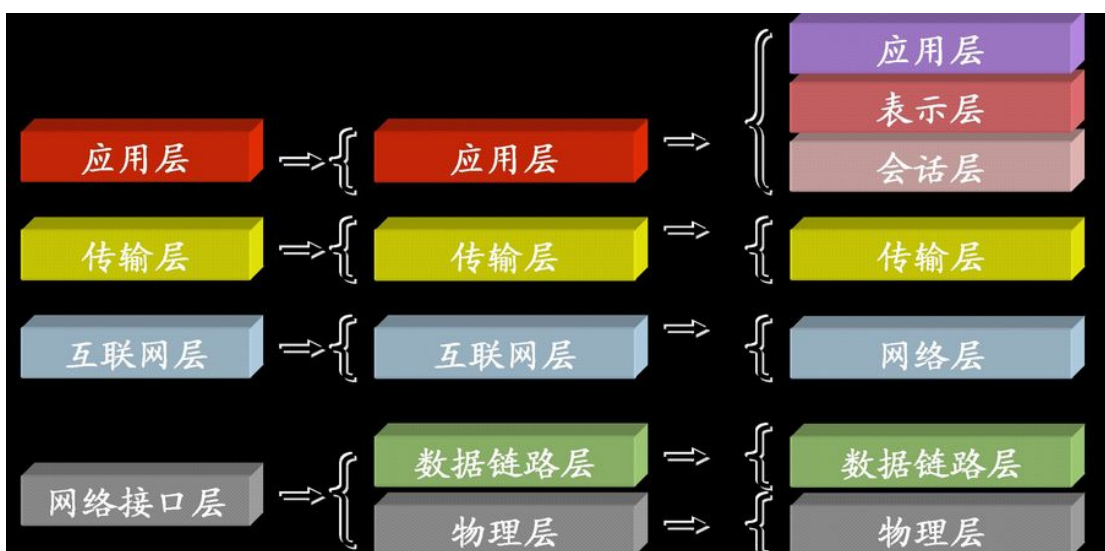 应用层
表示层
会话层
应用层
应用层
传输层
传输层
传输层
互联网层
互联网层
网络层
数据链路层
数据链路层
网络接口层
物理层
物理层